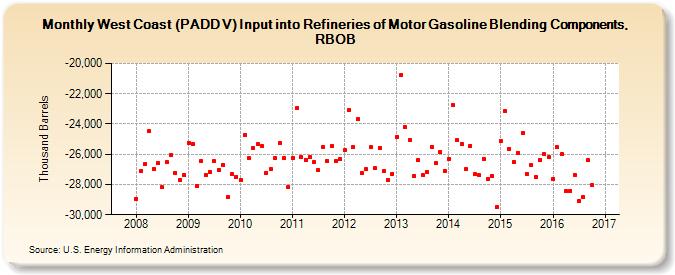 Monthly West Coast (PADD V) Input into Refineries of Motor Gasoline Blending Components,
RBOB
Thousand Barrels
-20,000
-22,000
-24,000
-26,000
-28,000
-30,000
2008 2009 2010 2011 2012 2013 2014 2015 2016 2017
Source: U.S. Energy Information Administration